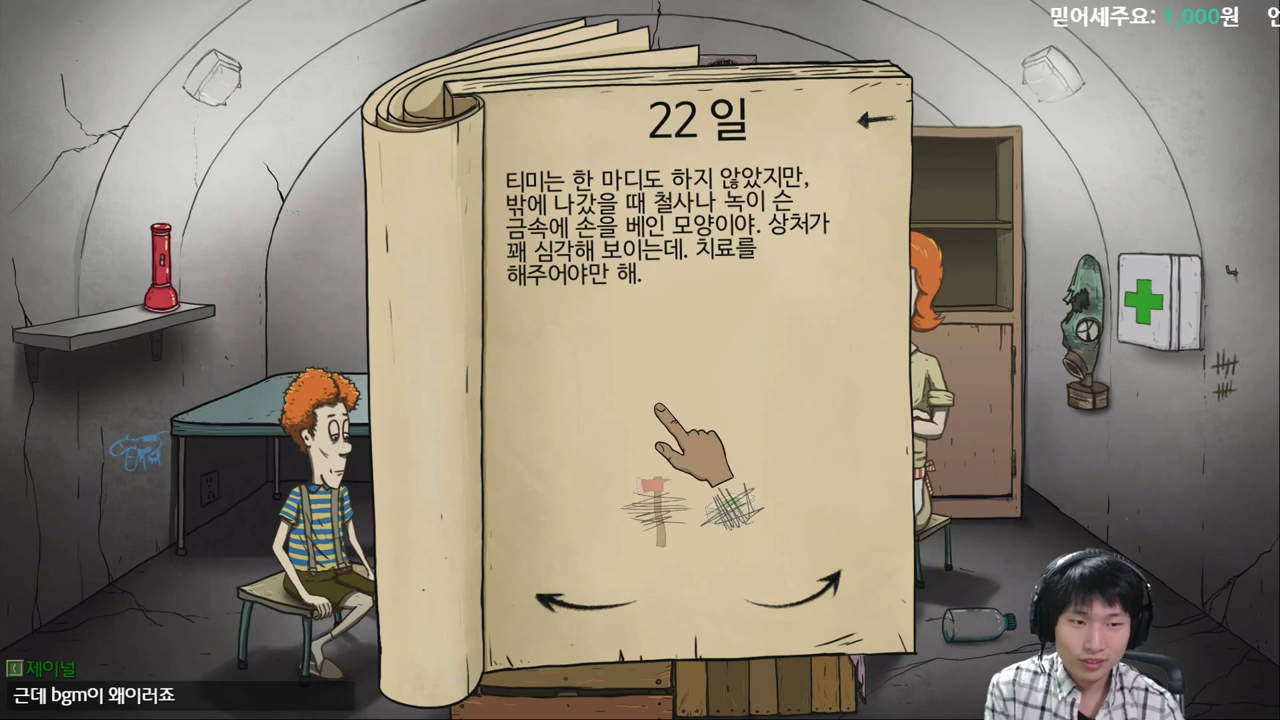 믿어세주요: 1,000원 언
22 일
티미는 한 마디도 하지 않았지만,
밖에 나갔을 때 철사나 녹이 슨
금속에 손을 베인 모양이야. 상처가
꽤 심각해 보이는데. 치료를
해주어야만 해.
제이널
근데 bgm이 왜이러죠